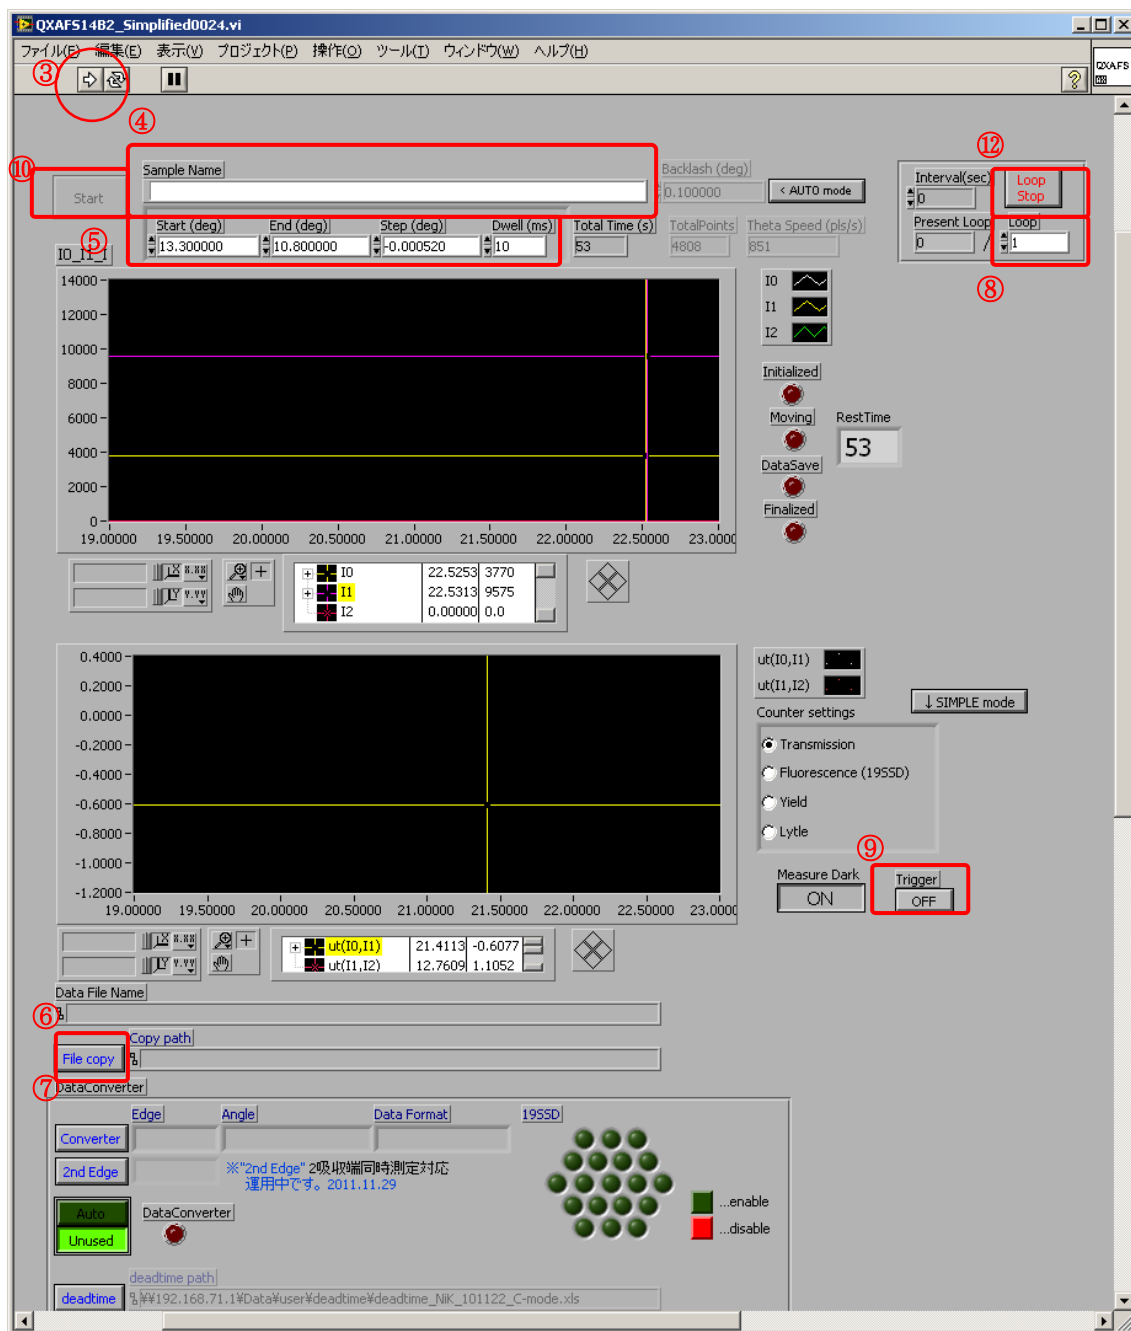 QXAFS14B2_Simplified0024.vi
ファイル(F) 編集(E) 表示(V) プロジェクト(P) 操作(O) ツール(T) ウィンドウ(W) ヘルプ(H)
③
QXAFS
④
⑩
⑫
Sample Name
Backlash (deg)
Interval(sec)
Loop Stop
Start
0.100000
< AUTO mode
0
Start (deg) End (deg) Step (deg) Dwell (ms) Total Time (s) TotalPoints Theta Speed (pls/s)
Present Loop Loop
⑤
13.300000 10.800000 -0.000520 10 53 4808 851
0 / 1
I0_I1_I
⑧
14000
12000
10000
8000
6000
4000
2000
0
19.00000 19.50000 20.00000 20.50000 21.00000 21.50000 22.00000 22.50000 23.0000
I0
I1
I2
Initialized
Moving
RestTime
53
DataSave
Finalized
X.XX
Y.YY
I0 22.5253 3770
I1 22.5313 9575
I2 0.00000 0.0
0.4000
0.2000
0.0000
-0.2000
-0.4000
-0.6000
-0.8000
-1.0000
-1.2000
19.00000 19.50000 20.00000 20.50000 21.00000 21.50000 22.00000 22.50000 23.0000
ut(I0,I1)
ut(I1,I2)
↓ SIMPLE mode
Counter settings
Transmission
Fluorescence (19SSD)
Yield
Lytle
⑨
Measure Dark
ON
Trigger
OFF
X.XX
Y.YY
ut(I0,I1) 21.4113 -0.6077
ut(I1,I2) 12.7609 1.1052
Data File Name
⑥
Copy path
File copy
⑦
DataConverter
Edge Angle Data Format 19SSD
Converter
2nd Edge
※"2nd Edge" 2吸収端同時測定対応
運用中です。2011.11.29
Auto
Unused
DataConverter
...enable
...disable
deadtime path
deadtime
¥¥192.168.71.1¥Data¥user¥deadtime¥deadtime_NiK_101122_C-mode.xls